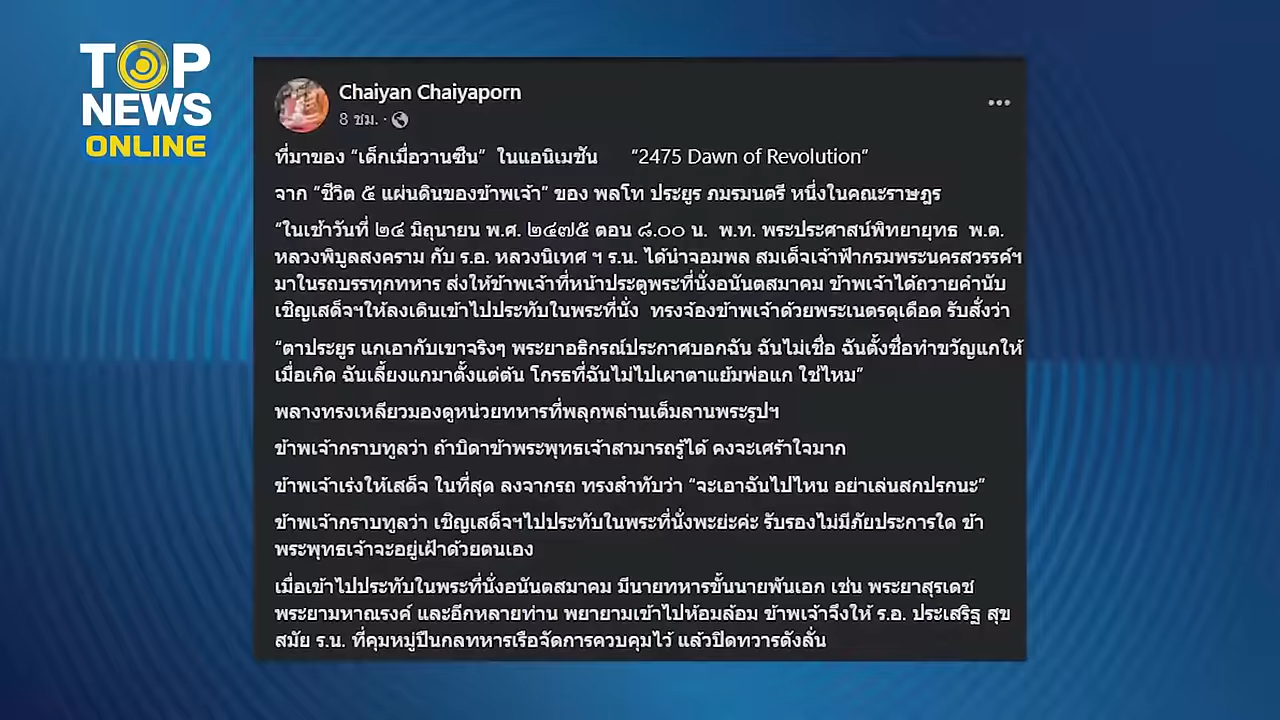 TOP
NEWS
ONLINE
Chaiyan Chaiyaporn
8 ชม. ·
ที่มาของ “เด็กเมื่อวานซืน” ในแอนิเมชัน “2475 Dawn of Revolution”
จาก “ชีวิต ๕ แผ่นดินของข้าพเจ้า” ของ พลโท ประยูร ภมรมนตรี หนึ่งในคณะราษฎร
“ในเช้าวันที่ ๒๔ มิถุนายน พ.ศ. ๒๔๗๕ ตอน ๘.๐๐ น. พ.ท. พระประศาสน์พิทยายุทธ พ.ต.
หลวงพิบูลสงคราม กับ ร.อ. หลวงนิเทศ ฯ ร.น. ได้นำจอมพล สมเด็จเจ้าฟ้ากรมพระนครสวรรค์ฯ
มาในรถบรรทุกทหาร ส่งให้ข้าพเจ้าที่หน้าประตูพระที่นั่งอนันตสมาคม ข้าพเจ้าได้ถวายคำนับ
เชิญเสด็จฯให้ลงเดินเข้าไปประทับในพระที่นั่ง ทรงจ้องข้าพเจ้าด้วยพระเนตรดุเดือด รับสั่งว่า
“ตาประยูร แกเอากับเขาจริงๆ พระยาอธิกรณ์ประกาศบอกฉัน ฉันไม่เชื่อ ฉันตั้งชื่อทำขวัญแกให้
เมื่อเกิด ฉันเลี้ยงแกมาตั้งแต่ต้น โกรธที่ฉันไม่ไปเผาตาแย้มพ่อแก ใช่ไหม”
พลางทรงเหลียวมองดูหน่วยทหารที่พลุกพล่านเต็มลานพระรูปฯ
ข้าพเจ้ากราบทูลว่า ถ้าบิดาข้าพระพุทธเจ้าสามารถรู้ได้ คงจะเศร้าใจมาก
ข้าพเจ้าเร่งให้เสด็จ ในที่สุด ลงจากรถ ทรงสำทับว่า “จะเอาฉันไปไหน อย่าเล่นสกปรกนะ”
ข้าพเจ้ากราบทูลว่า เชิญเสด็จฯไปประทับในพระที่นั่งพะย่ะค่ะ รับรองไม่มีภัยประการใด ข้า
พระพุทธเจ้าจะอยู่เฝ้าด้วยตนเอง
เมื่อเข้าไปประทับในพระที่นั่งอนันตสมาคม มีนายทหารขั้นนายพันเอก เช่น พระยาสุรเดช
พระยามหาณรงค์ และอีกหลายท่าน พยายามเข้าไปห้อมล้อม ข้าพเจ้าจึงให้ ร.อ. ประเสริฐ สุข
สมัย ร.น. ที่คุมหมู่ปืนกลทหารเรือจัดการควบคุมไว้ แล้วปิดทวารดังลั่น